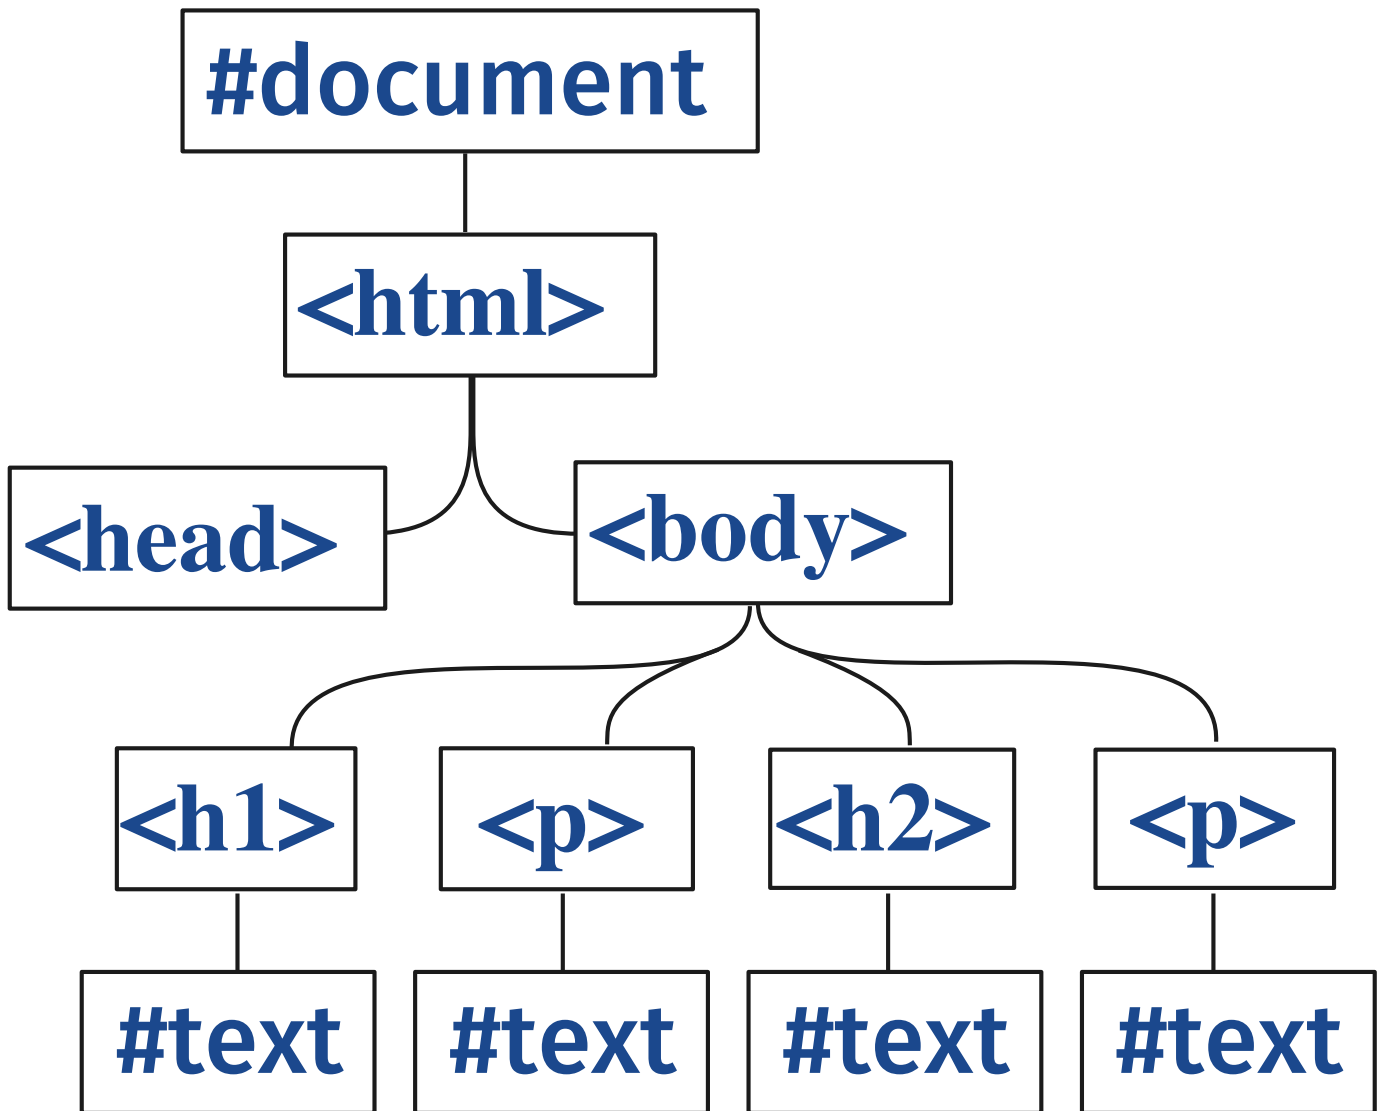 #document
<html>
<head>
<body>
<h1>
<p>
<h2>
<p>
#text
#text
#text
#text